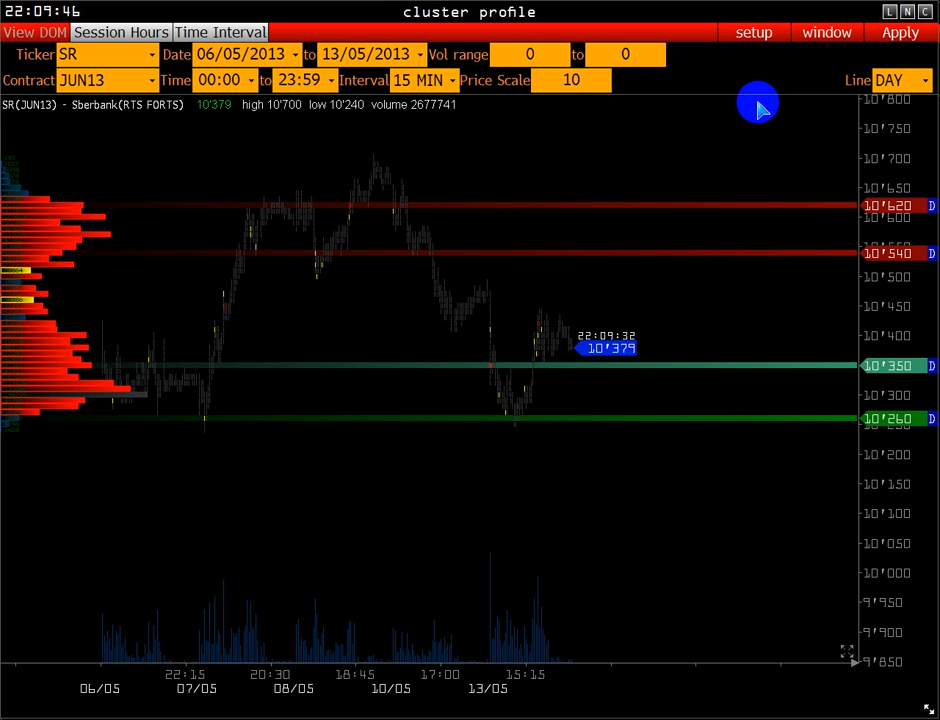 22:09:46 cluster profile L N C
View DOM Session Hours Time Interval setup window Apply
Ticker SR Date 06/05/2013 to 13/05/2013 Vol range 0 to 0
Contract JUN13 Time 00:00 to 23:59 Interval 15 MIN Price Scale 10 Line DAY
SR(JUN13) - Sberbank(RTS FORTS) 10'379 high 10'700 low 10'240 volume 2677741
10'800
10'750
10'700
10'650
10'620 D
10'600
10'540 D
10'500
10'450
22:09:32
10'400
10'379
10'350 D
10'300
10'260 D
10'200
10'150
10'100
10'050
10'000
9'950
9'900
9'850
22:15 20:30 18:45 17:00 15:15
06/05 07/05 08/05 10/05 13/05